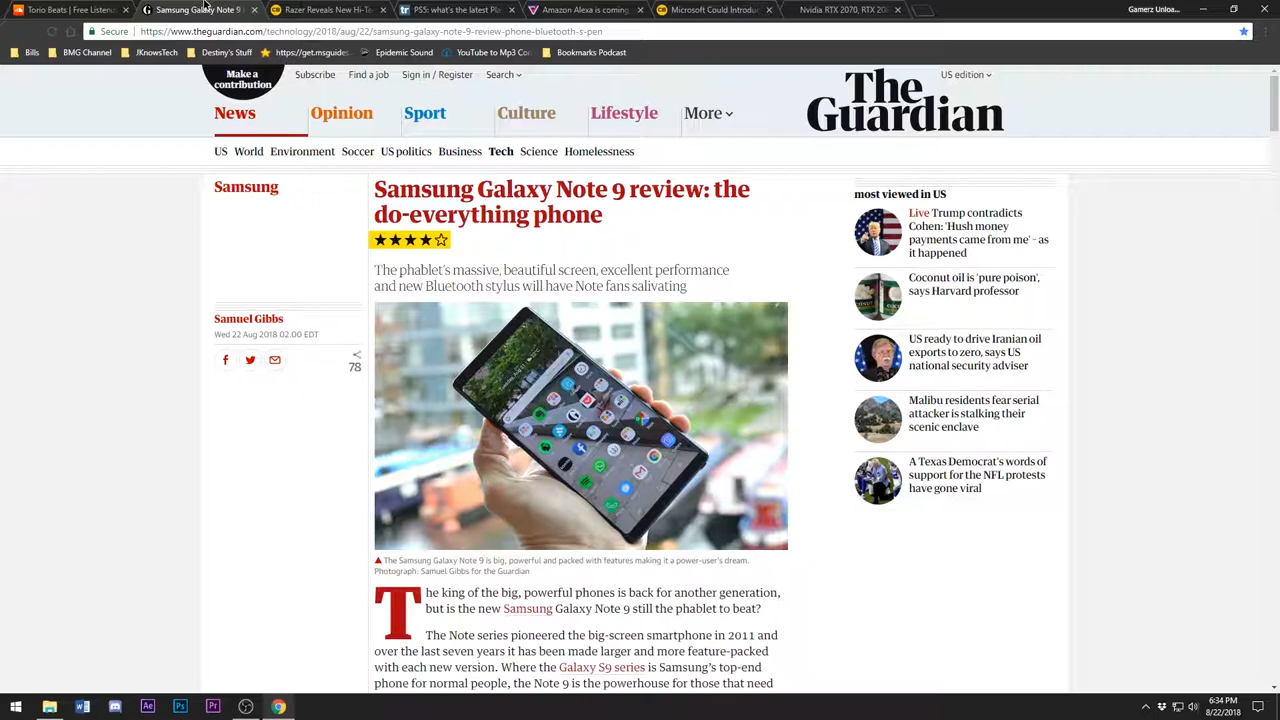 Torio Beats | Free Listen
Samsung Galaxy Note 9
Razer Reveals New Hi-Te
PS5: what's the latest Pla
Amazon Alexa is coming
Microsoft Could Introduc
Nvidia RTX 2070, RTX 208
Gamerz Unloa...
Secure
https://www.theguardian.com/technology/2018/aug/22/samsung-galaxy-note-9-review-phone-bluetooth-s-pen
Bills
BMG Channel
JKnowsTech
Destiny's Stuff
https://get.msguides
Epidemic Sound
YouTube to Mp3 Con
Bookmarks Podcast
Make a
contribution
Subscribe
Find a job
Sign in / Register
Search
US edition
The
Guardian
News
Opinion
Sport
Culture
Lifestyle
More
US
World
Environment
Soccer
US politics
Business
Tech
Science
Homelessness
Samsung
Samsung Galaxy Note 9 review: the
do-everything phone
The phablet's massive, beautiful screen, excellent performance
and new Bluetooth stylus will have Note fans salivating
Samuel Gibbs
Wed 22 Aug 2018 02.00 EDT
78
The Samsung Galaxy Note 9 is big, powerful and packed with features making it a power-user's dream.
Photograph: Samuel Gibbs for the Guardian
The king of the big, powerful phones is back for another generation,
but is the new Samsung Galaxy Note 9 still the phablet to beat?
The Note series pioneered the big-screen smartphone in 2011 and
over the last seven years it has been made larger and more feature-packed
with each new version. Where the Galaxy S9 series is Samsung's top-end
phone for normal people, the Note 9 is the powerhouse for those that need
most viewed in US
Live Trump contradicts
Cohen: 'Hush money
payments came from me' – as
it happened
Coconut oil is 'pure poison',
says Harvard professor
US ready to drive Iranian oil
exports to zero, says US
national security adviser
Malibu residents fear serial
attacker is stalking their
scenic enclave
A Texas Democrat's words of
support for the NFL protests
have gone viral
6:34 PM
8/22/2018